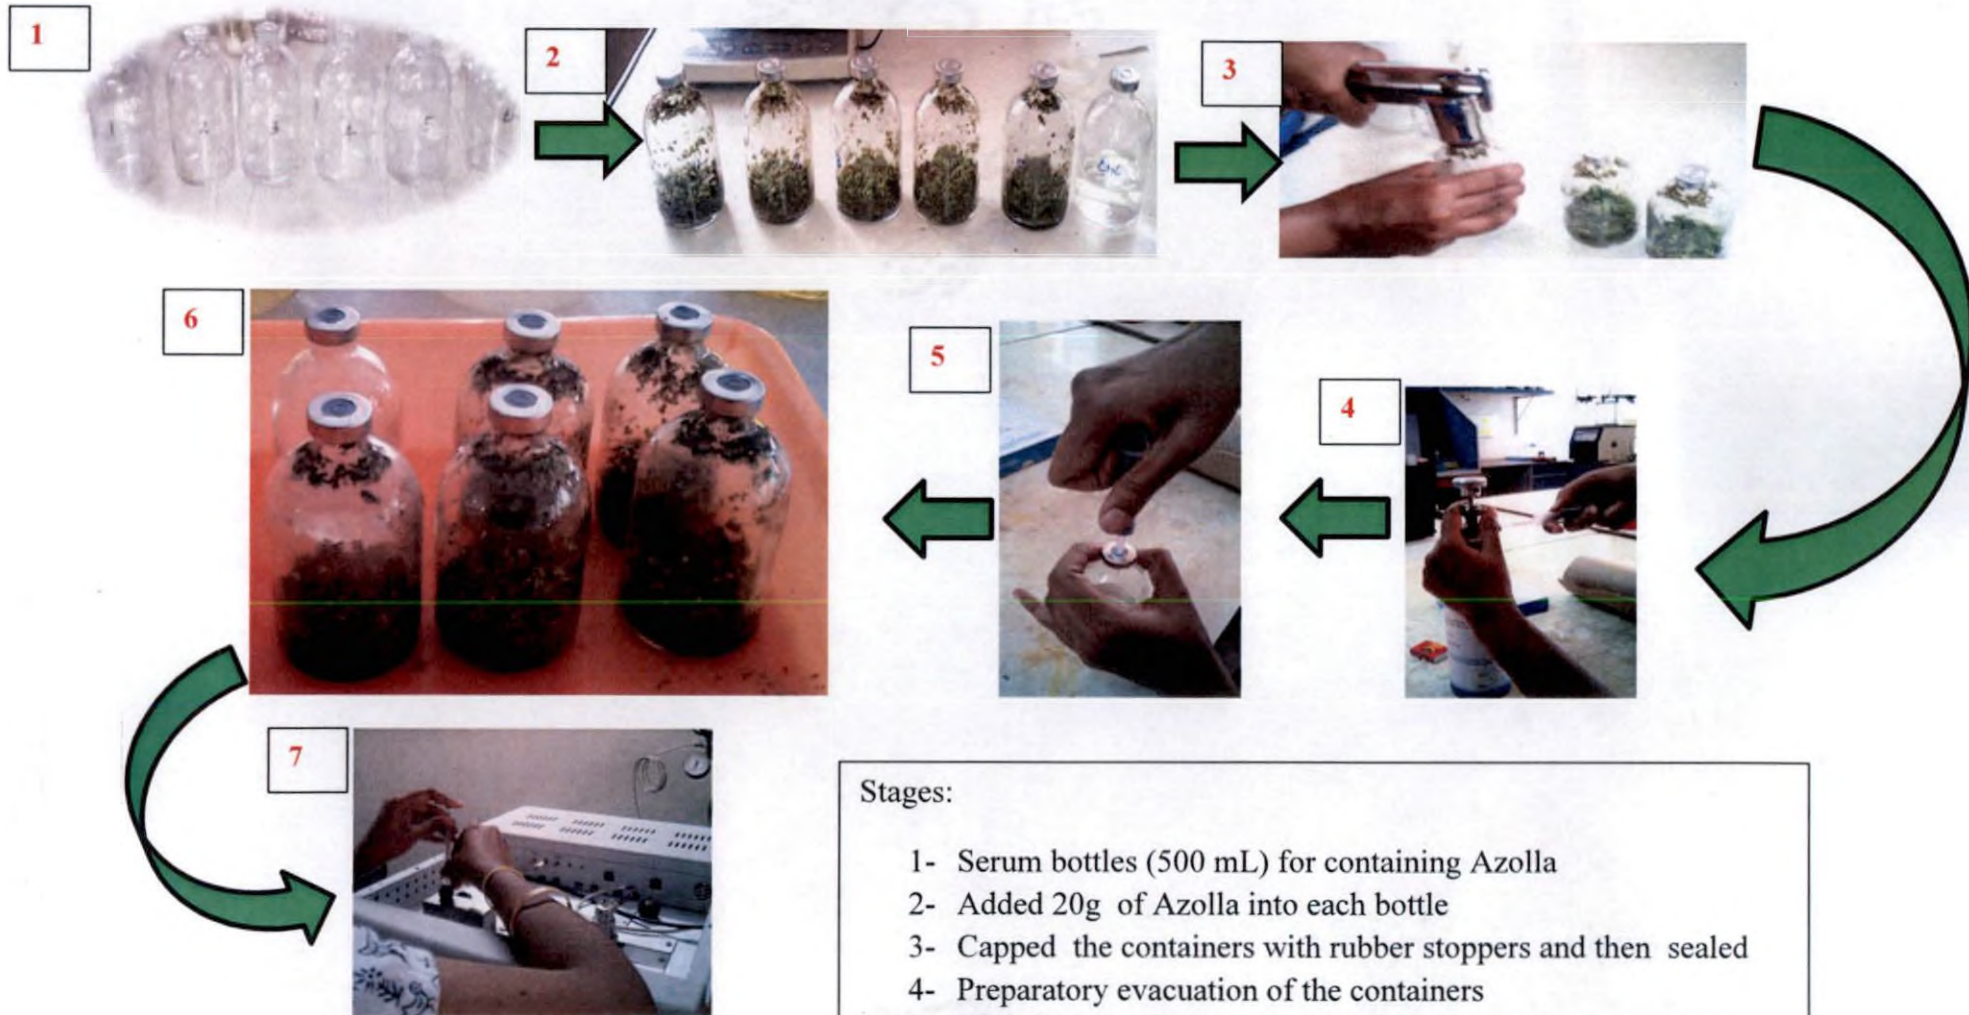 1
2
3
6
5
4
7
Stages:
1- Serum bottles (500 mL) for containing Azolla
2- Added 20g of Azolla into each bottle
3- Capped the containers with rubber stoppers and then sealed
4- Preparatory evacuation of the containers